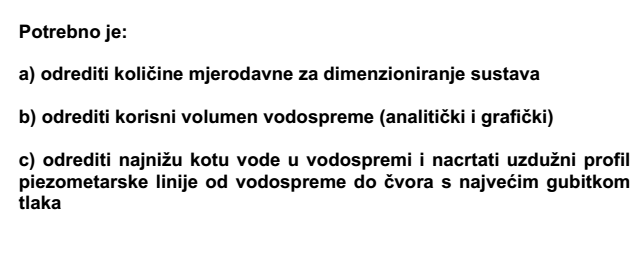 Potrebno je:
a) odrediti količine mjerodavne za dimenzioniranje sustava
b) odrediti korisni volumen vodospreme (analitički i grafički)
c) odrediti najnižu kotu vode u vodospremi i nacrtati uzdužni profil
piezometarske linije od vodospreme do čvora s najvećim gubitkom
tlaka